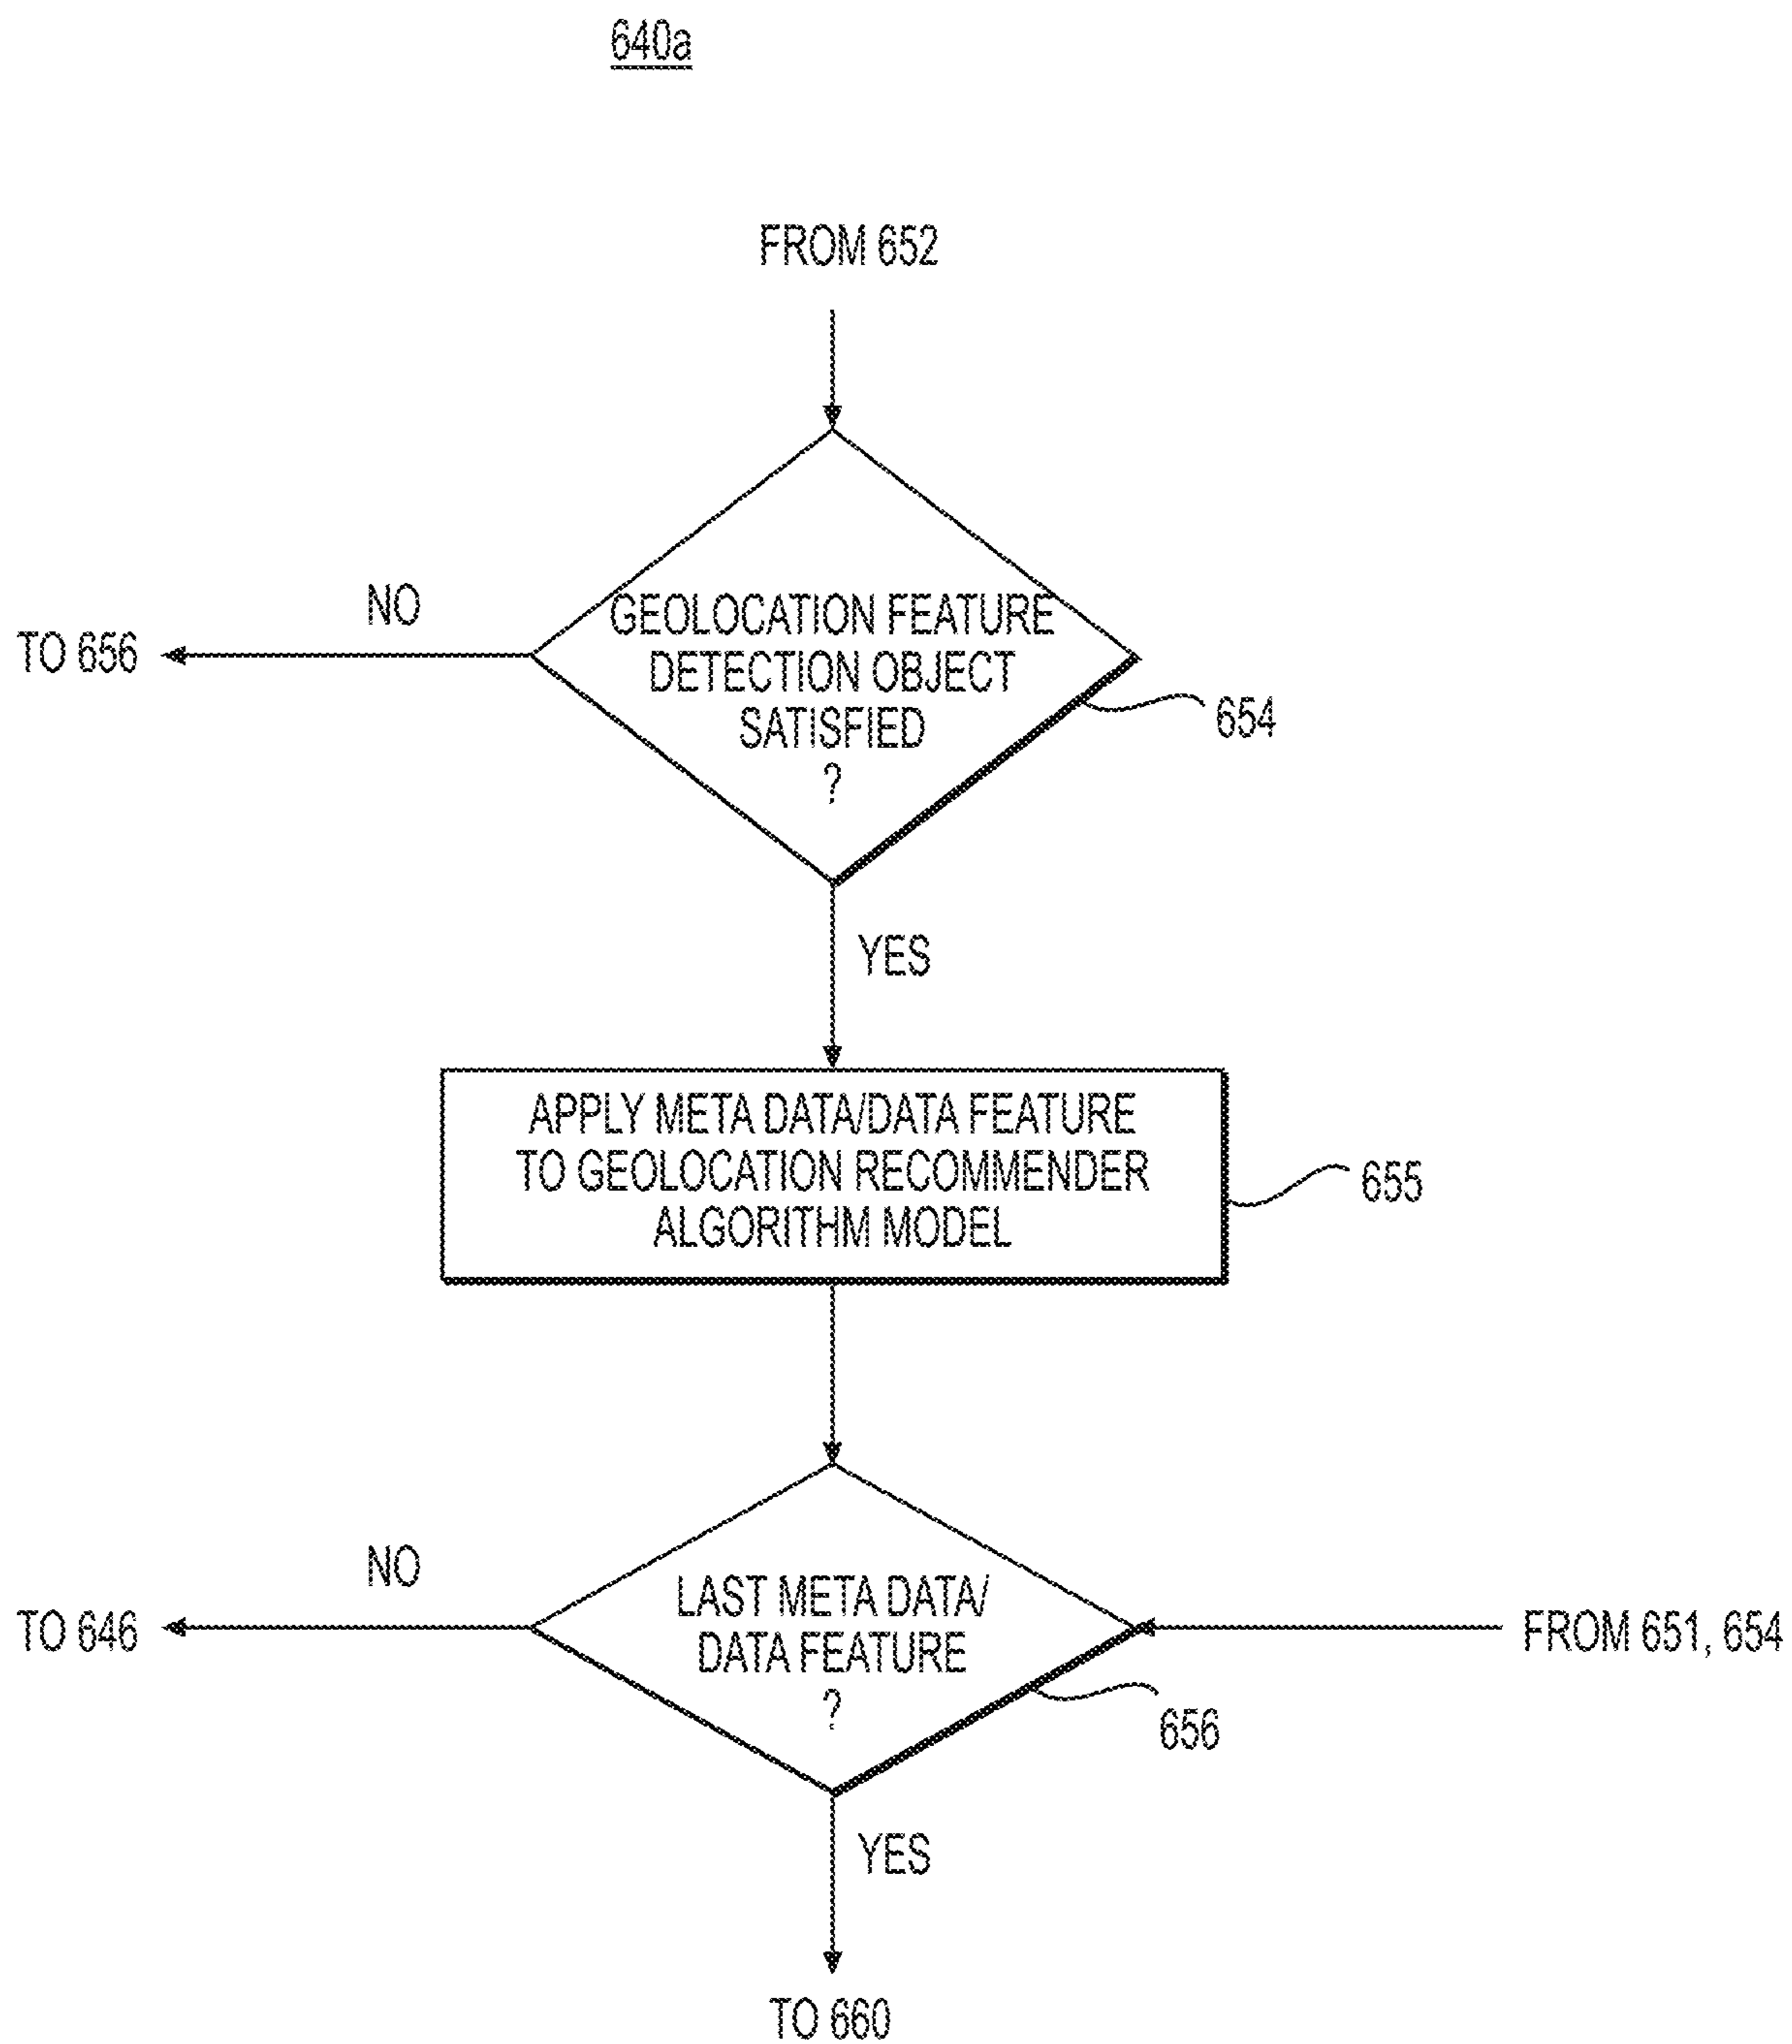 640a
FROM 652
NO
TO 656
GEOLOCATION FEATURE
DETECTION OBJECT
SATISFIED
?
654
YES
APPLY META DATA/DATA FEATURE
TO GEOLOCATION RECOMMENDER
ALGORITHM MODEL
655
NO
TO 646
LAST META DATA/
DATA FEATURE
?
FROM 651, 654
656
YES
TO 660